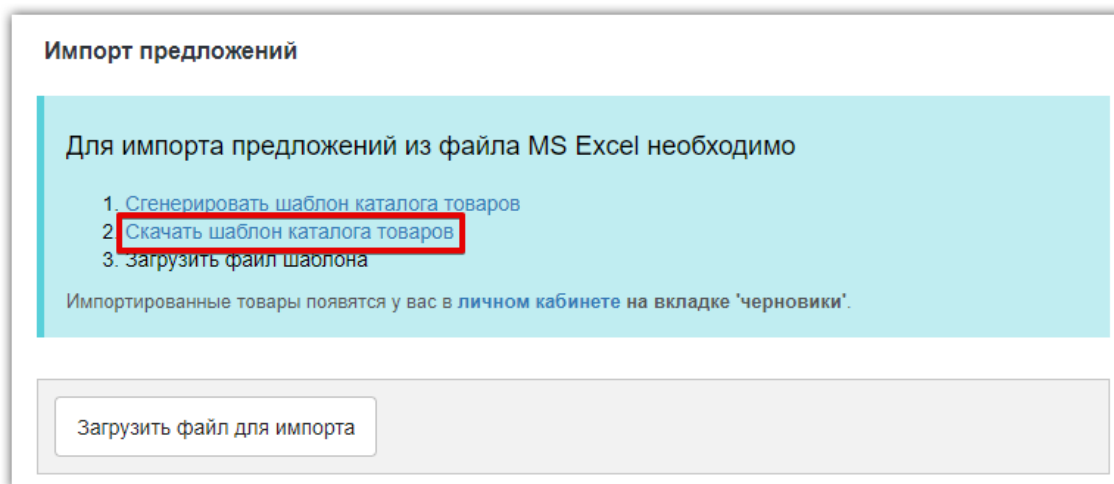 Импорт предложений
Для импорта предложений из файла MS Excel необходимо
1. Сгенерировать шаблон каталога товаров
2. Скачать шаблон каталога товаров
3. Загрузить файл шаблона
Импортированные товары появятся у вас в личном кабинете на вкладке 'черновики'.
Загрузить файл для импорта